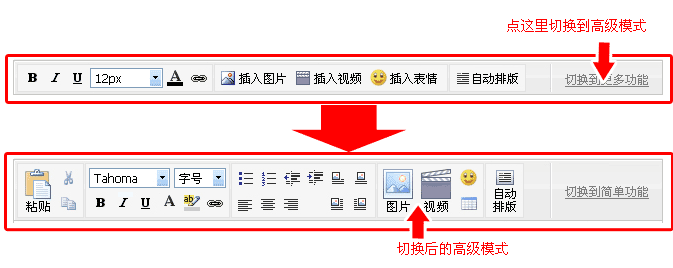 点这里切换到高级模式
B I U 12px A 插入图片 插入视频 插入表情 自动排版 切换到更多功能
Tahoma 字号
粘贴 B I U A ab 图片 视频 自动排版 切换到简单功能
切换后的高级模式